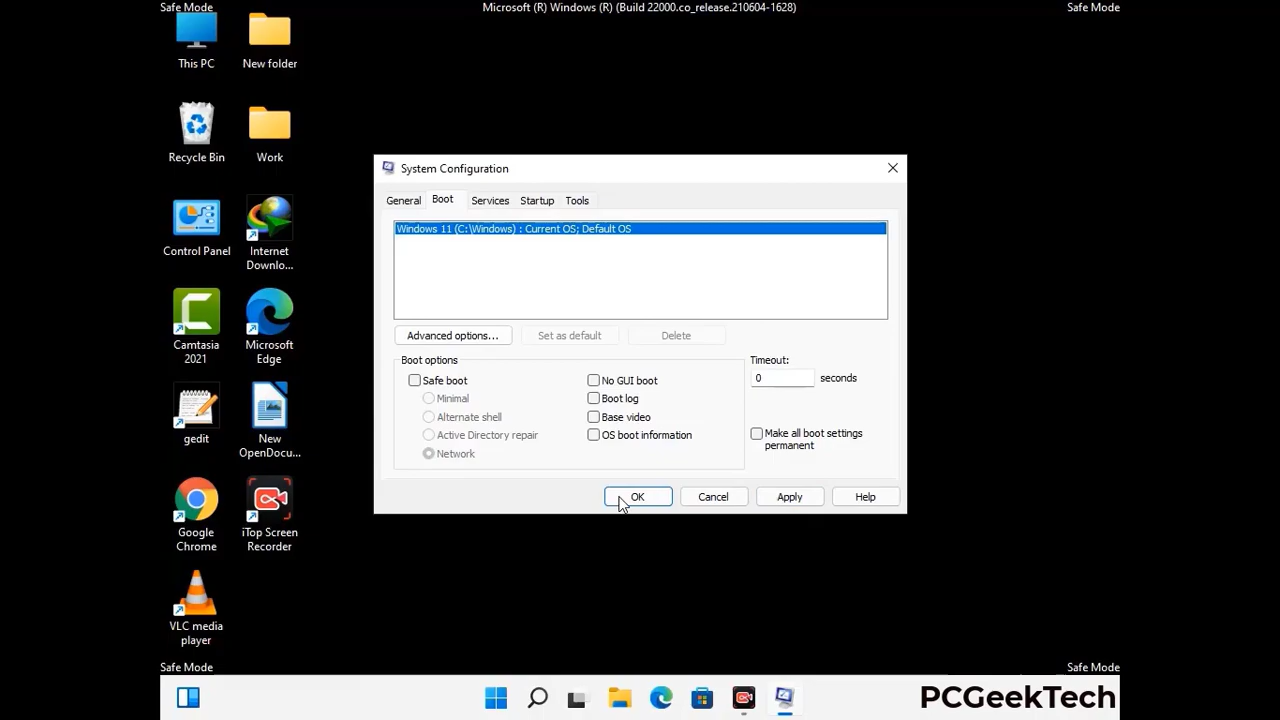 Safe Mode
Microsoft (R) Windows (R) (Build 22000.co_release.210604-1628)
Safe Mode
This PC
New folder
Recycle Bin
Work
Control Panel
Internet
Downlo...
Camtasia
2021
Microsoft
Edge
gedit
New
OpenDocu...
Google
Chrome
iTop Screen
Recorder
VLC media
player
System Configuration
General
Boot
Services
Startup
Tools
Windows 11 (C:\Windows) : Current OS; Default OS
Advanced options...
Set as default
Delete
Boot options
Safe boot
Minimal
Alternate shell
Active Directory repair
Network
No GUI boot
Boot log
Base video
OS boot information
Timeout:
0 seconds
Make all boot settings
permanent
OK
Cancel
Apply
Help
Safe Mode
Safe Mode
PCGeekTech